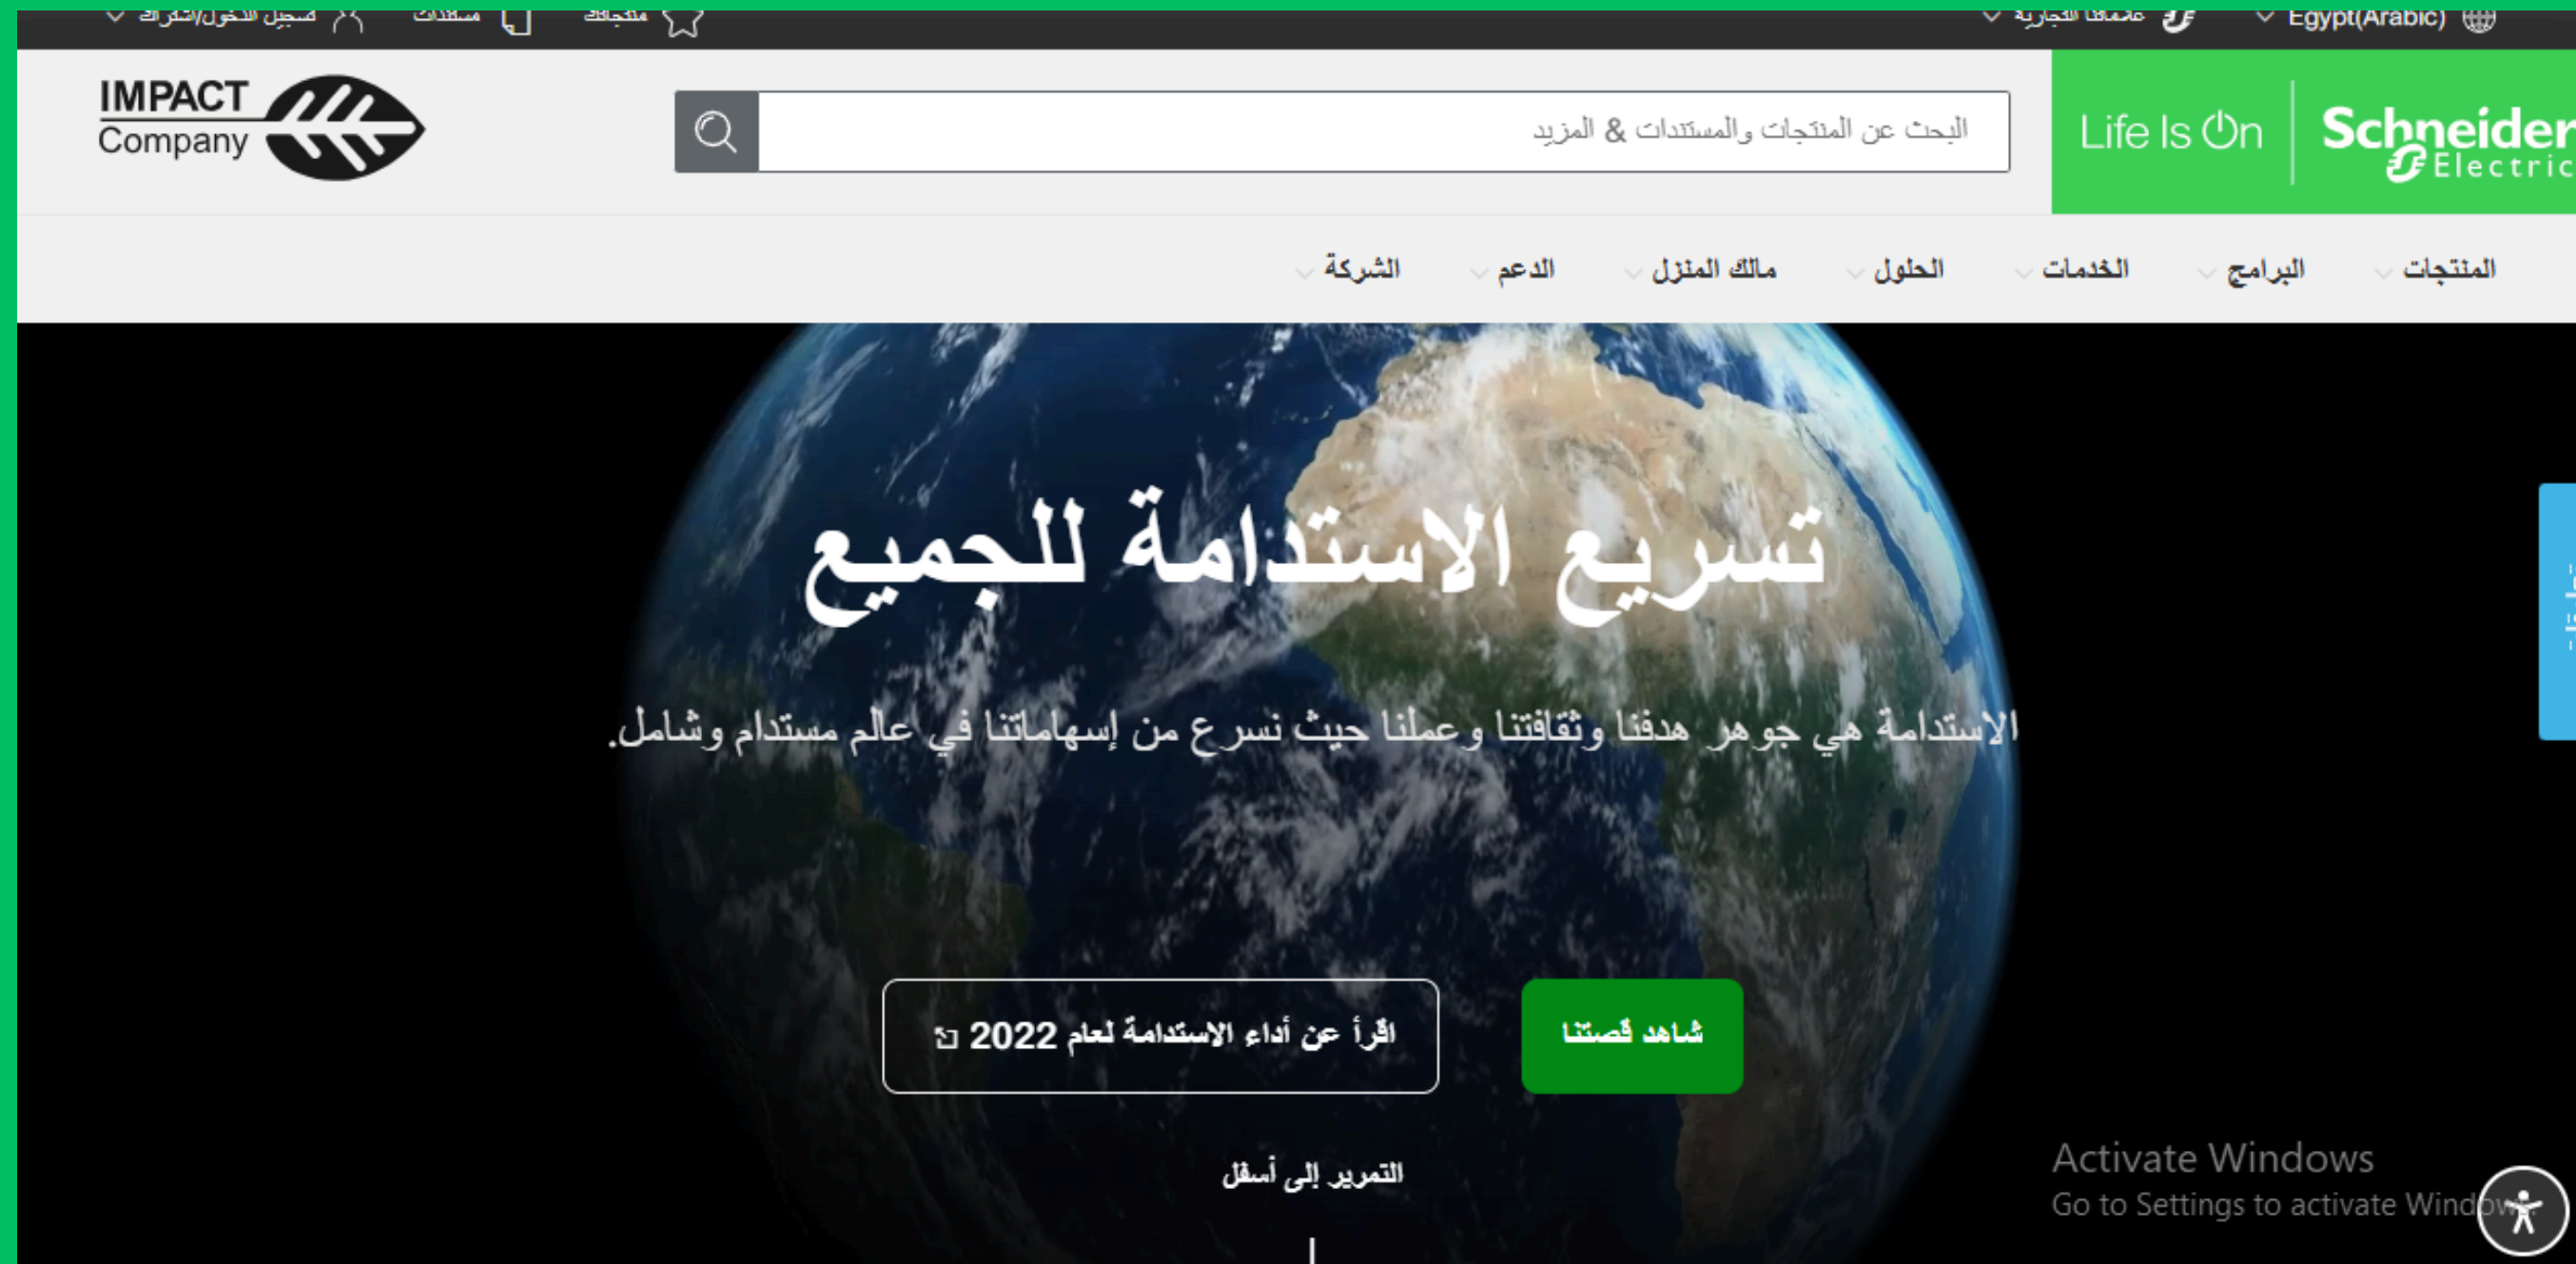 Egypt(Arabic)
علاماتنا التجارية
منتجاتك
مستندات
تسجيل الدخول/اشتراك
Life Is On
Schneider
Electric
البحث عن المنتجات والمستندات & المزيد
IMPACT
Company
المنتجات
البرامج
الخدمات
الحلول
مالك المنزل
الدعم
الشركة
تسريع الاستدامة للجميع
الاستدامة هي جوهر هدفنا وثقافتنا وعملنا حيث نسرع من إسهاماتنا في عالم مستدام وشامل.
شاهد قصتنا
اقرأ عن أداء الاستدامة لعام 2022
التمرير إلى أسفل
Activate Windows
Go to Settings to activate Windows.